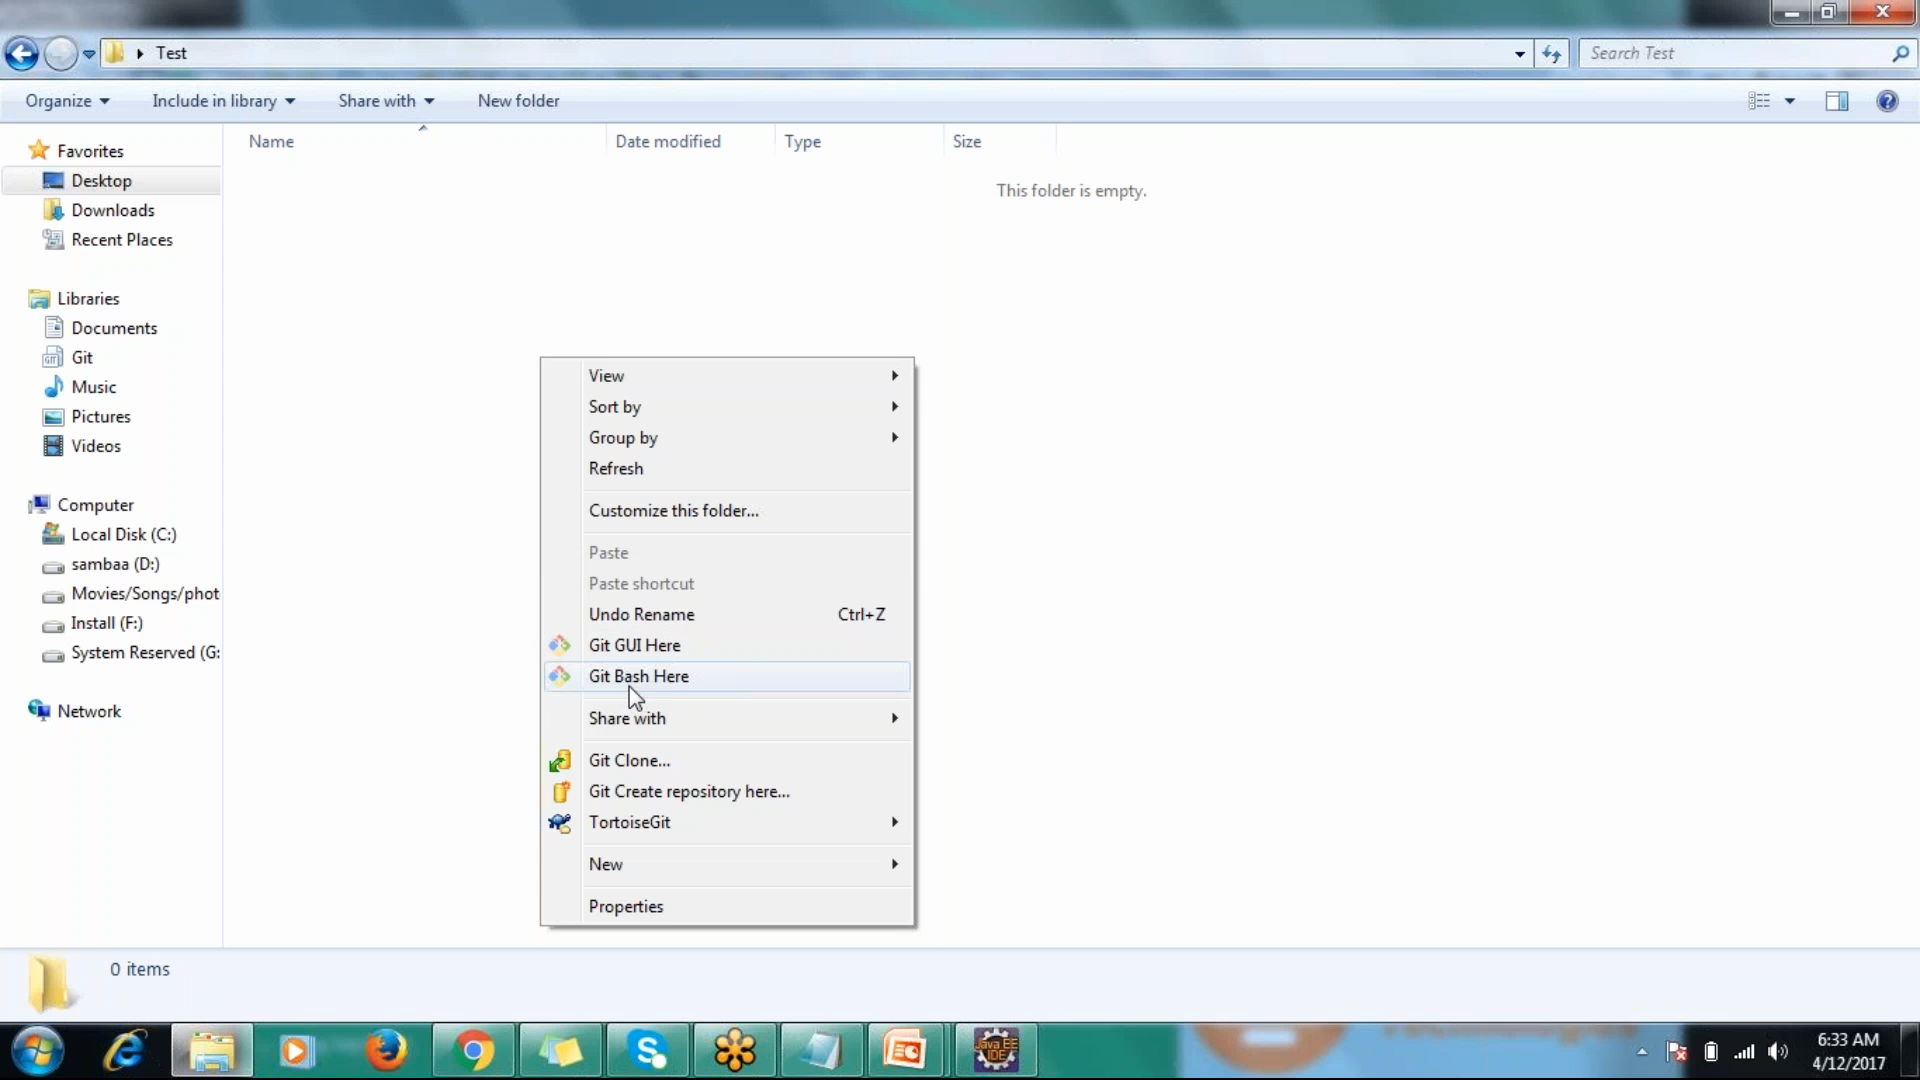 Test
Search Test
Organize
Include in library
Share with
New folder
Name
Date modified
Type
Size
This folder is empty.
Favorites
Desktop
Downloads
Recent Places
Libraries
Documents
Git
Music
Pictures
Videos
Computer
Local Disk (C:)
sambaa (D:)
Movies/Songs/phot
Install (F:)
System Reserved (G:
Network
View
Sort by
Group by
Refresh
Customize this folder...
Paste
Paste shortcut
Undo Rename Ctrl+Z
Git GUI Here
Git Bash Here
Share with
Git Clone...
Git Create repository here...
TortoiseGit
New
Properties
0 items
Java EE
IDE
6:33 AM
4/12/2017